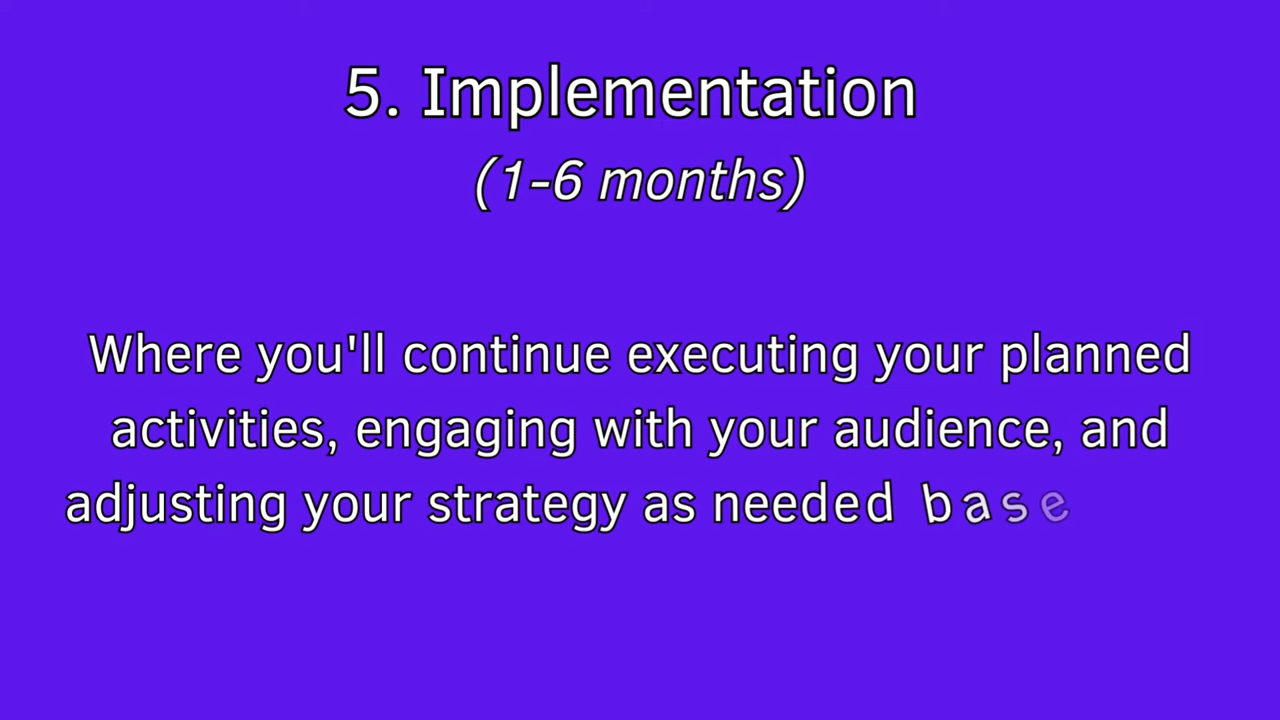 5. Implementation
(1-6 months)
Where you'll continue executing your planned
activities, engaging with your audience, and
adjusting your strategy as needed base